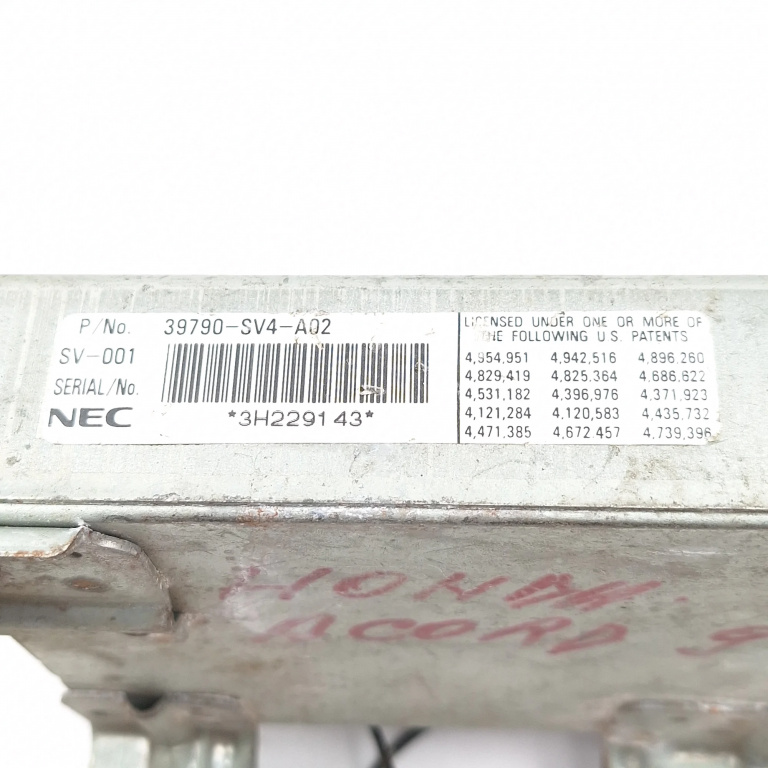 P/No. 39790-SV4-A02
SV-001
SERIAL/No.
*3H229143*
NEC
LICENSED UNDER ONE OR MORE OF
THE FOLLOWING U.S. PATENTS
4,954,951 4,942,516 4,896,260
4,829,419 4,825,364 4,686,622
4,531,182 4,396,976 4,371,923
4,121,284 4,120,583 4,435,732
4,471,385 4,672,457 4,739,396
HONDA
ACORD 9